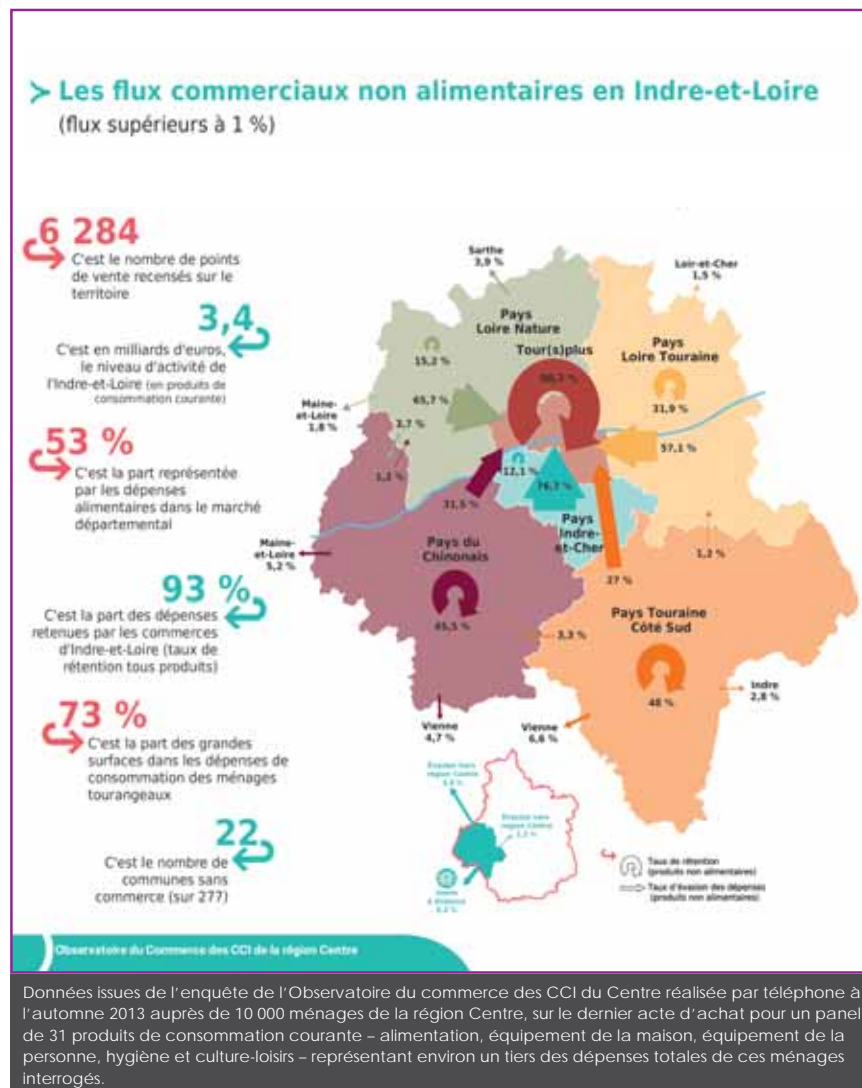 ➢ Les flux commerciaux non alimentaires en Indre-et-Loire
(flux supérieurs à 1 %)
6 284
C'est le nombre de points
de vente recensés sur le
territoire
3,4
C'est en milliards d'euros,
le niveau d'activité de
l'Indre-et-Loire (en produits de
consommation courante)
53 %
C'est la part représentée
par les dépenses
alimentaires dans le marché
départemental
93 %
C'est la part des dépenses
retenues par les commerces
d'Indre-et-Loire (taux de
rétention tous produits)
73 %
C'est la part des grandes
surfaces dans les dépenses de
consommation des ménages
tourangeaux
22
C'est le nombre de
communes sans
commerce (sur 277)
Sarthe
3,9 %
Loir-et-Cher
1,5 %
Pays
Loire Nature
Tour(s)plus
Pays
Loire Touraine
15,2 %
31,9 %
65,7 %
Maine-
et-Loire
1,8 %
3,7 %
57,1 %
12,1 %
76,7 %
31,5 %
Pays
Indre-
et-Cher
Pays du
Chinonais
Maine-
et-Loire
5,2 %
1,2 %
27 %
Pays Touraine
Côté Sud
45,5 %
3,3 %
48 %
Indre
2,8 %
Vienne
4,7 %
Vienne
6,6 %
Évasion hors
région Centre
Évasion vers
région Centre
Taux de rétention
(produits non alimentaires)
Taux d'évasion des dépenses
(produits non alimentaires)
Observatoire du Commerce des CCI de la région Centre
Données issues de l'enquête de l'Observatoire du commerce des CCI du Centre réalisée par téléphone à
l'automne 2013 auprès de 10 000 ménages de la région Centre, sur le dernier acte d'achat pour un panel
de 31 produits de consommation courante – alimentation, équipement de la maison, équipement de la
personne, hygiène et culture-loisirs – représentant environ un tiers des dépenses totales de ces ménages
interrogés.